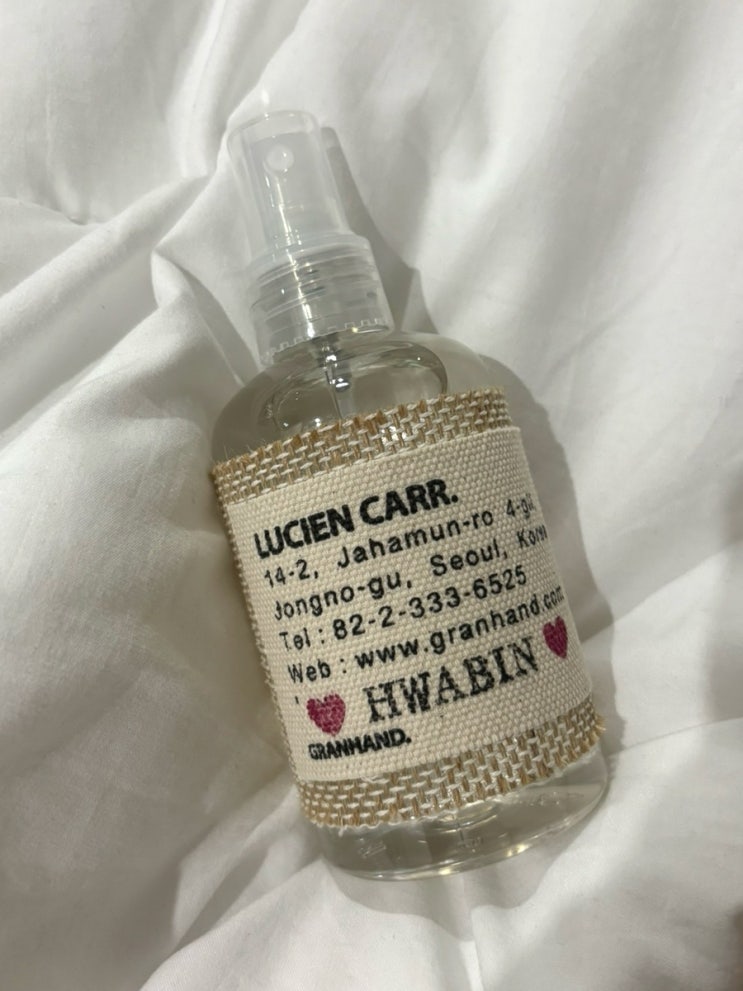 LUCIEN CARR.
14-2, Jahamun-ro 4-gil,
Jongno-gu, Seoul, Korea
Tel : 82-2-333-6525
Web : www.granhand.com
HWABIN
GRANHAND.